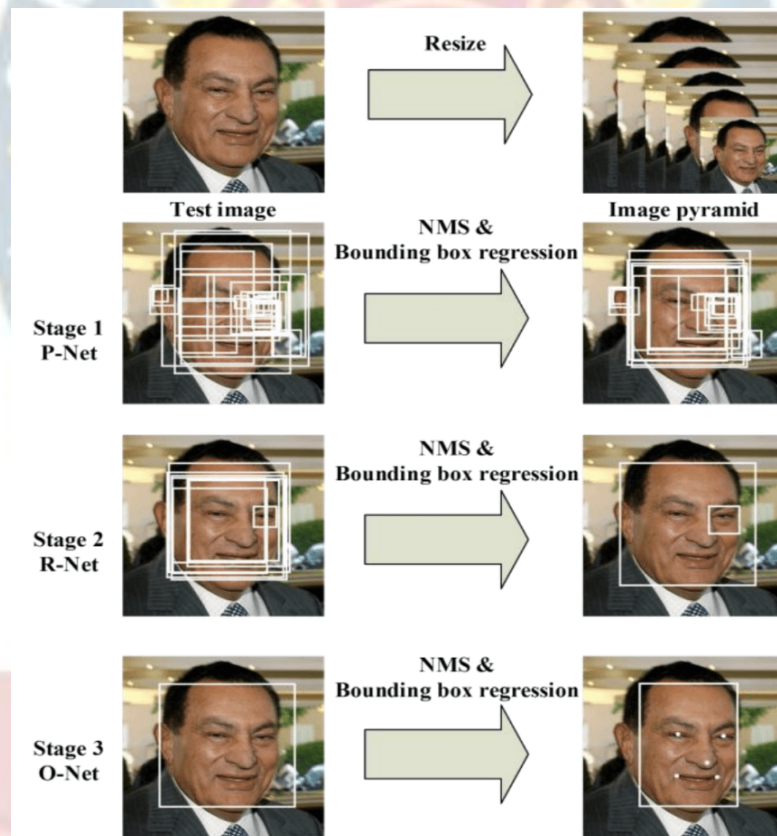 Resize
Test image
Image pyramid
NMS &
Bounding box regression
Stage 1
P-Net
NMS &
Bounding box regression
Stage 2
R-Net
NMS &
Bounding box regression
Stage 3
O-Net